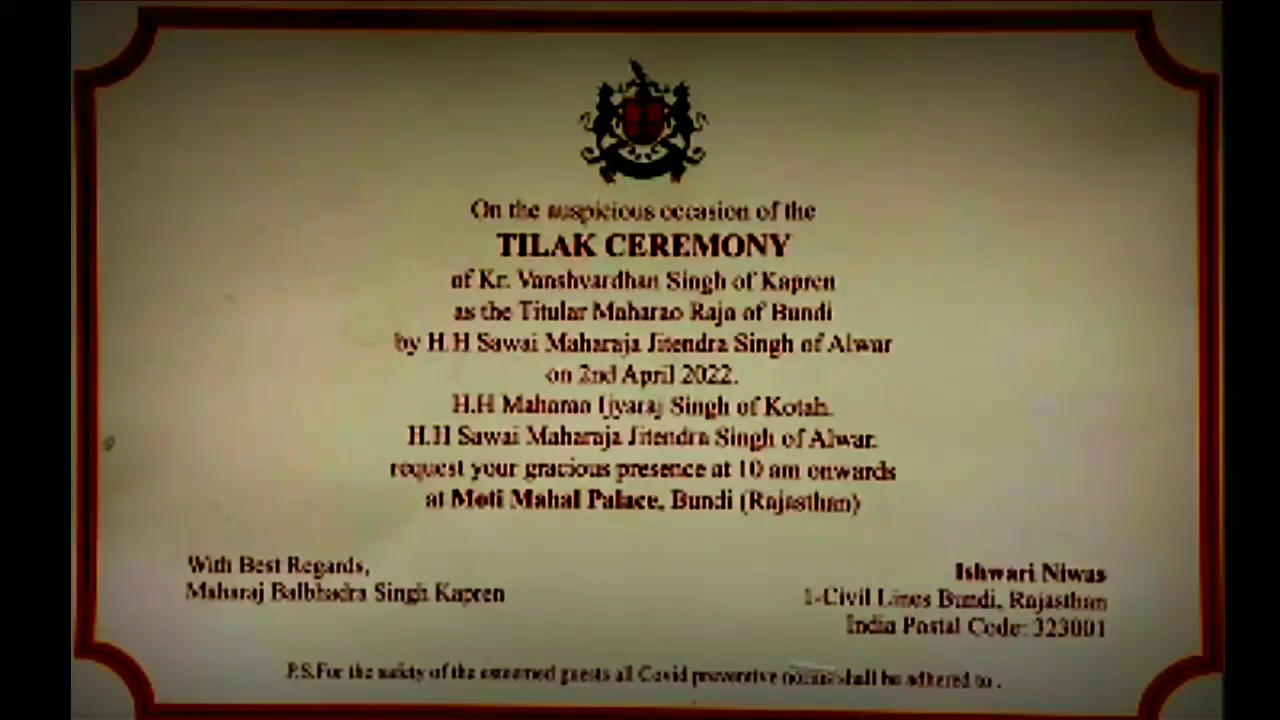 On the auspicious occasion of the
TILAK CEREMONY
of Kr. Vanshvardhan Singh of Kapren
as the Titular Maharao Raja of Bundi
by H.H Sawai Maharaja Jitendra Singh of Alwar
on 2nd April 2022.
H.H Maharao Ijyaraj Singh of Kotah.
H.H Sawai Maharaja Jitendra Singh of Alwar.
request your gracious presence at 10 am onwards
at Moti Mahal Palace, Bundi (Rajasthan)
With Best Regards,
Maharaj Balbhadra Singh Kapren
Ishwari Niwas
1-Civil Lines Bundi, Rajasthan
India Postal Code: 323001
P.S.For the safety of the esteemed guests all Covid preventive norms shall be adhered to .